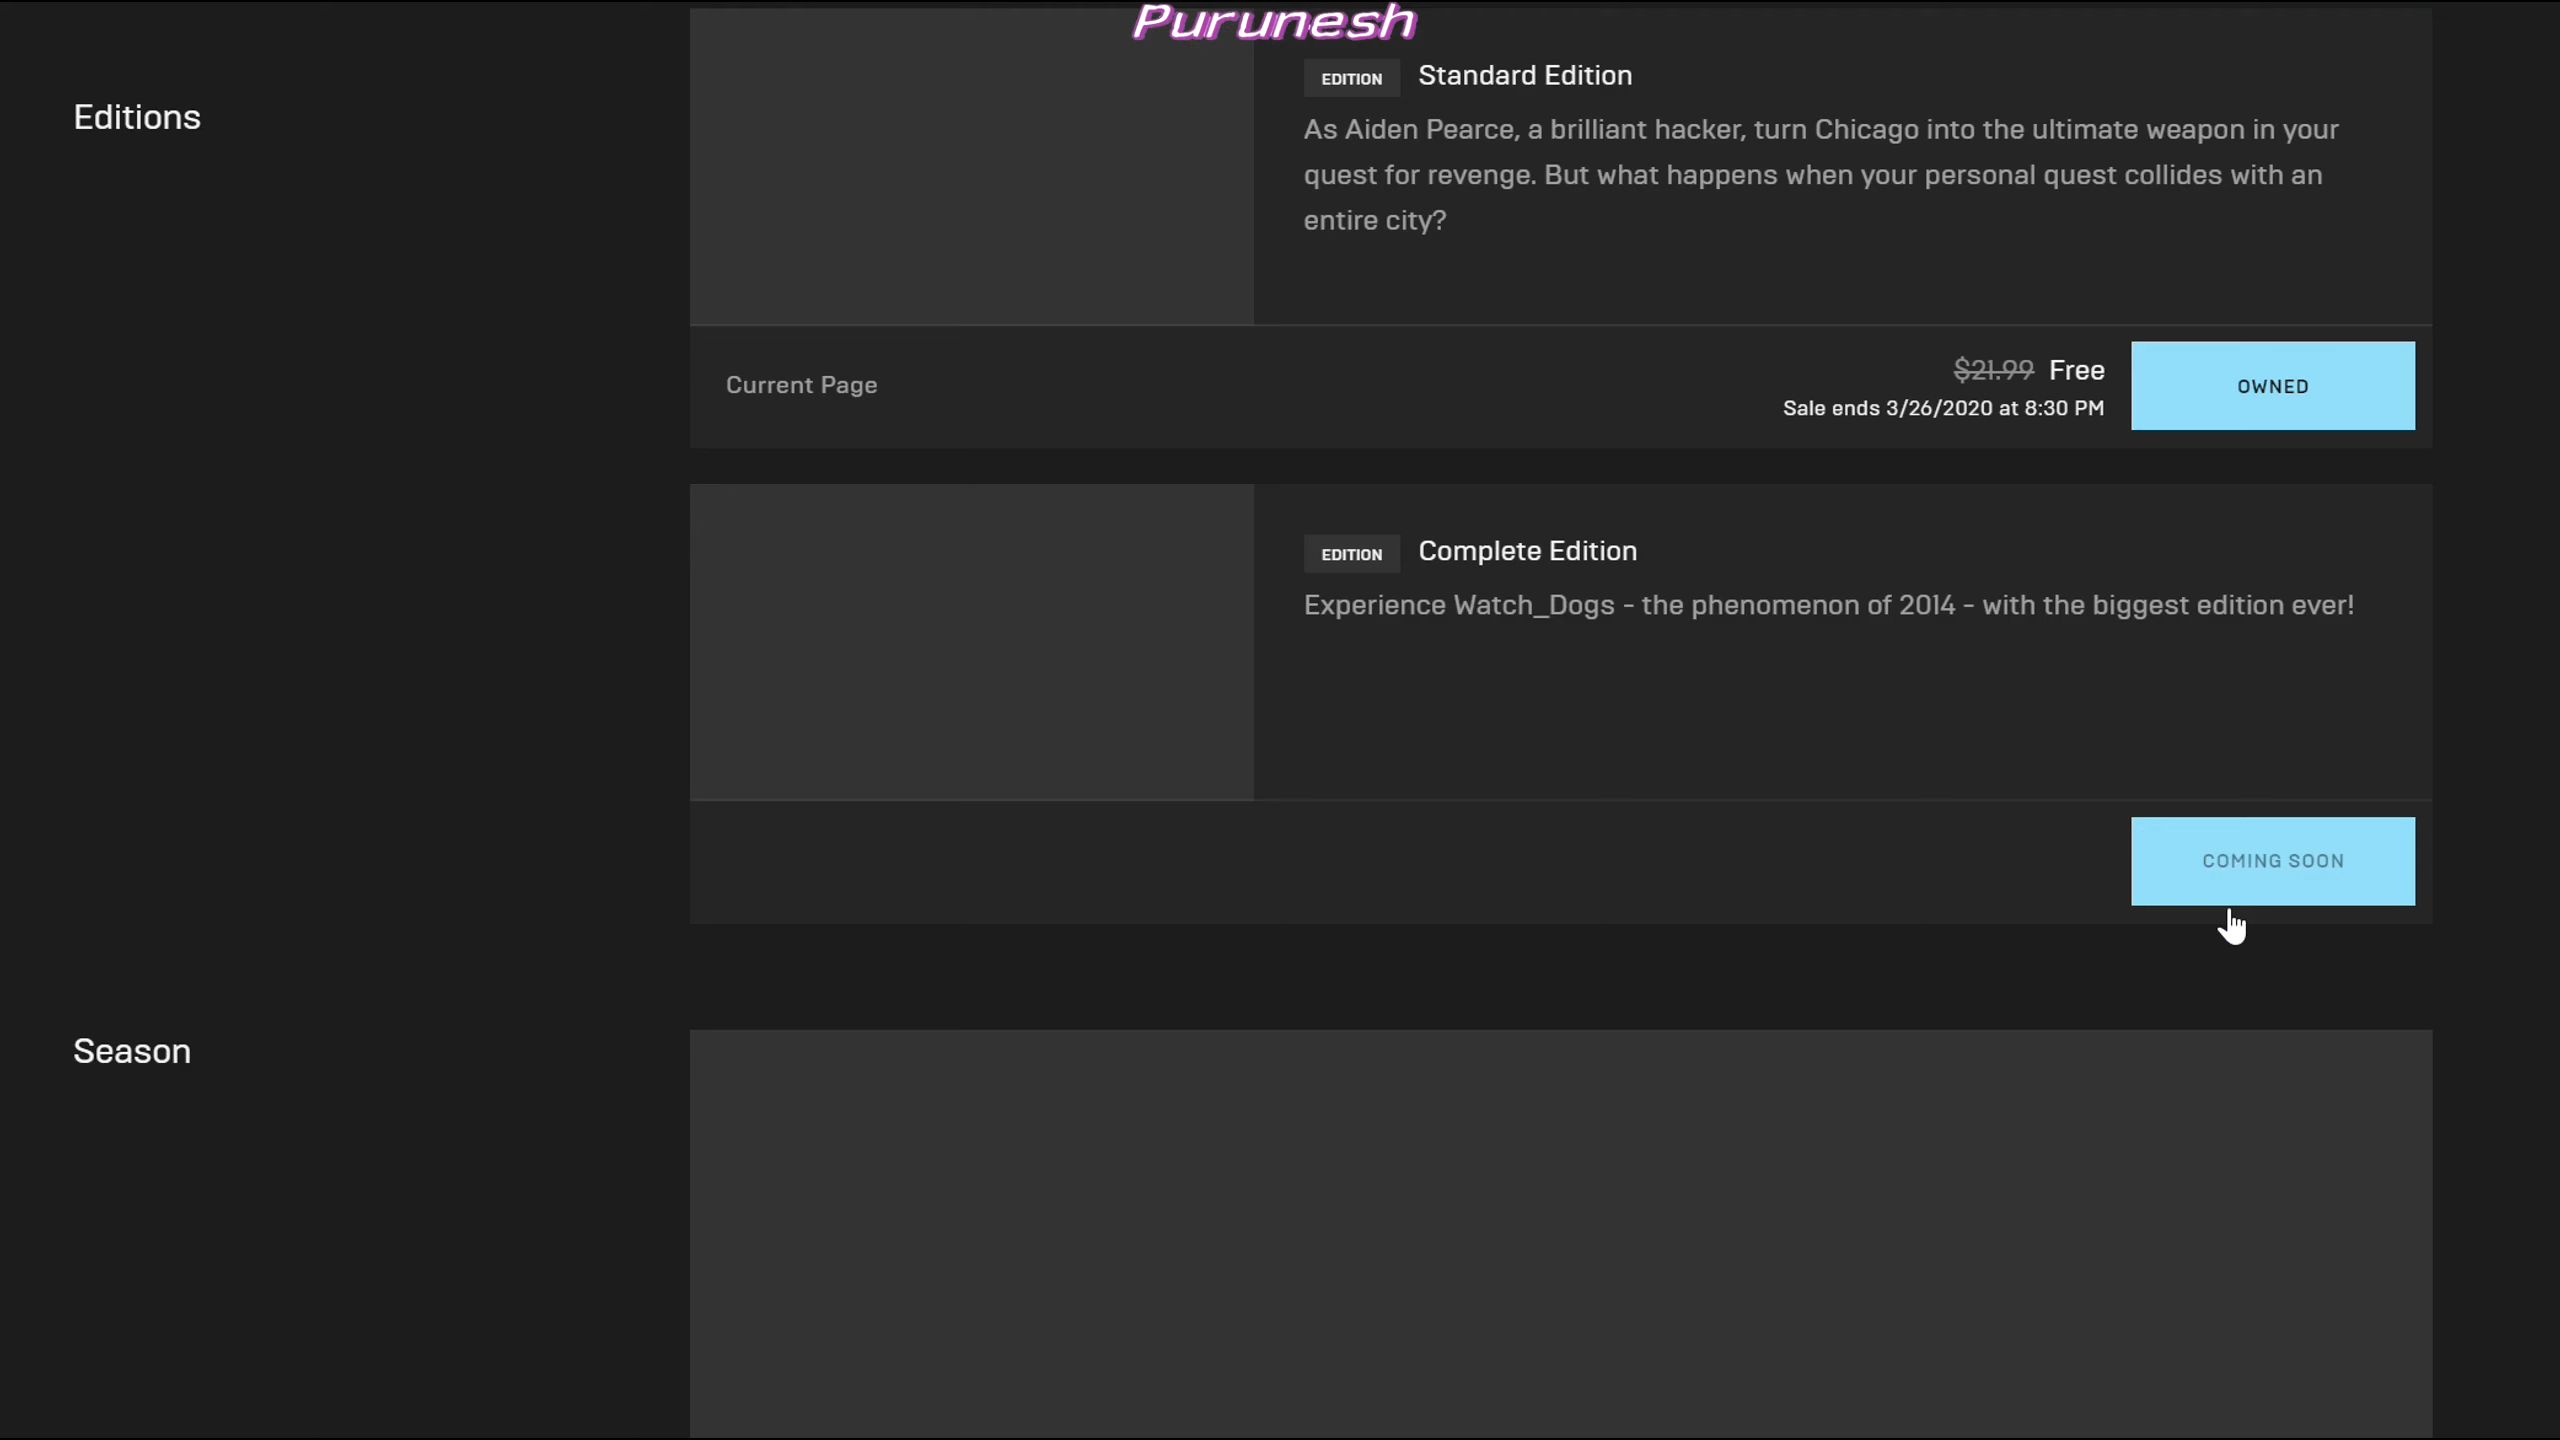 Purunesh
Editions
EDITION Standard Edition
As Aiden Pearce, a brilliant hacker, turn Chicago into the ultimate weapon in your
quest for revenge. But what happens when your personal quest collides with an
entire city?
Current Page
$21.99 Free
Sale ends 3/26/2020 at 8:30 PM
OWNED
EDITION Complete Edition
Experience Watch_Dogs - the phenomenon of 2014 - with the biggest edition ever!
COMING SOON
Season